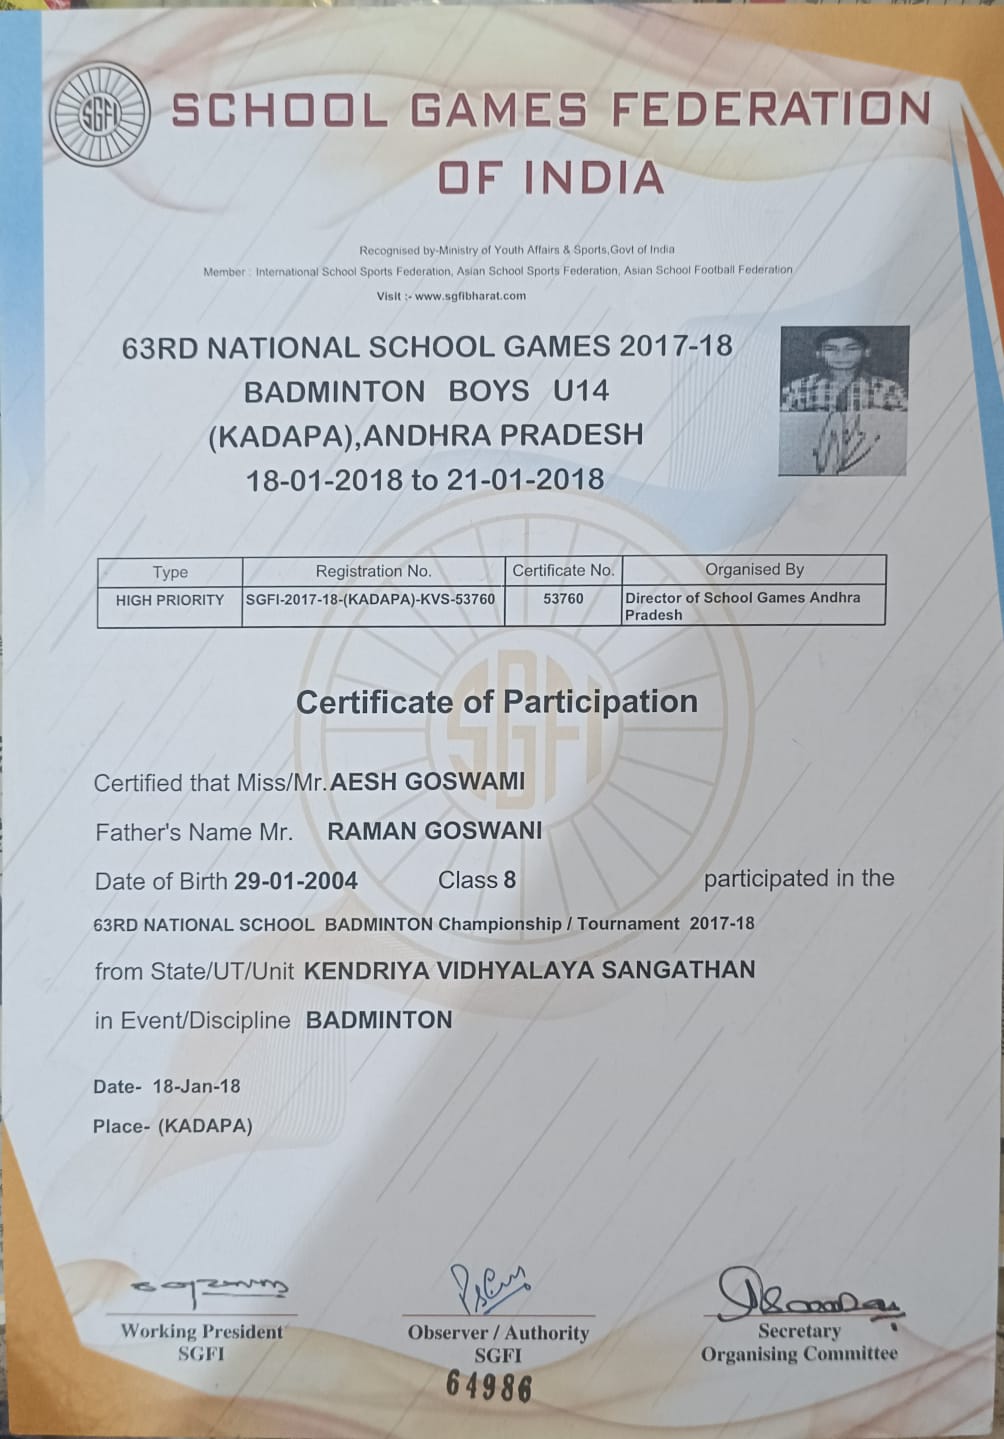 SGFI
SCHOOL GAMES FEDERATION
OF INDIA
Recognised by-Ministry of Youth Affairs & Sports,Govt of India
Member : International School Sports Federation, Asian School Sports Federation, Asian School Football Federation
Visit :- www.sgfibharat.com
63RD NATIONAL SCHOOL GAMES 2017-18
BADMINTON BOYS U14
(KADAPA),ANDHRA PRADESH
18-01-2018 to 21-01-2018
Type Registration No. Certificate No. Organised By
HIGH PRIORITY SGFI-2017-18-(KADAPA)-KVS-53760 53760 Director of School Games Andhra
Pradesh
SGFI
Certificate of Participation
Certified that Miss/Mr. AESH GOSWAMI
Father's Name Mr. RAMAN GOSWANI
Date of Birth 29-01-2004 Class 8 participated in the
63RD NATIONAL SCHOOL BADMINTON Championship / Tournament 2017-18
from State/UT/Unit KENDRIYA VIDHYALAYA SANGATHAN
in Event/Discipline BADMINTON
Date- 18-Jan-18
Place- (KADAPA)
Working President Observer / Authority Secretary
SGFI SGFI Organising Committee
64986